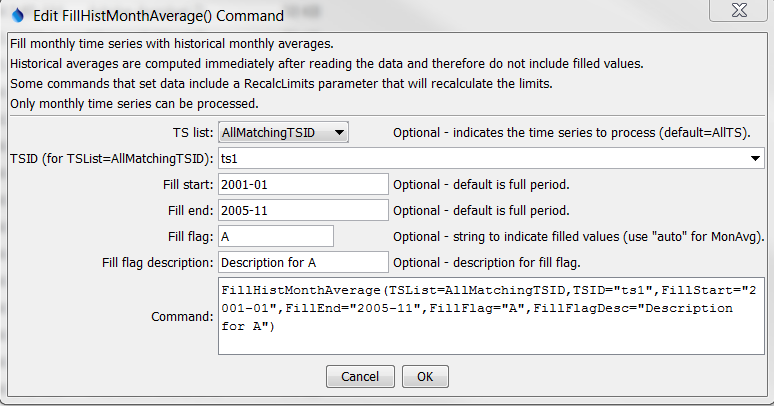 Edit FillHistMonthAverage() Command
Fill monthly time series with historical monthly averages.
Historical averages are computed immediately after reading the data and therefore do not include filled values.
Some commands that set data include a RecalcLimits parameter that will recalculate the limits.
Only monthly time series can be processed.
TS list: AllMatchingTSID Optional - indicates the time series to process (default=AllTS).
TSID (for TSList=AllMatchingTSID): ts1
Fill start: 2001-01 Optional - default is full period.
Fill end: 2005-11 Optional - default is full period.
Fill flag: A Optional - string to indicate filled values (use "auto" for MonAvg).
Fill flag description: Description for A Optional - description for fill flag.
Command: FillHistMonthAverage(TSList=AllMatchingTSID,TSID="ts1",FillStart="2
001-01",FillEnd="2005-11",FillFlag="A",FillFlagDesc="Description
for A")
Cancel OK